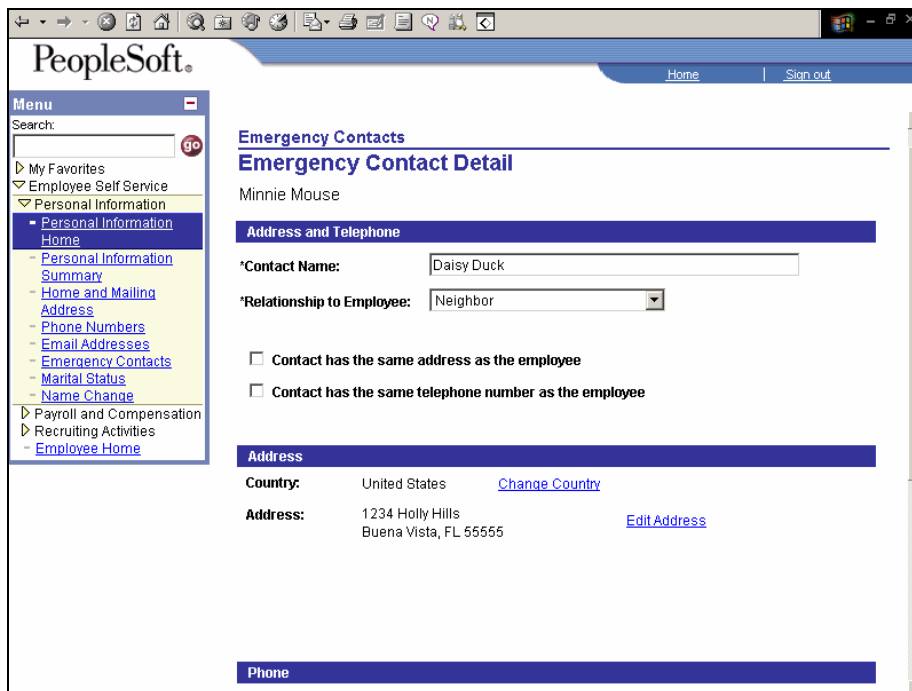 PeopleSoft®
Home | Sign out
Menu
Search:
go
My Favorites
Employee Self Service
Personal Information
Personal Information
Home
Personal Information
Summary
Home and Mailing
Address
Phone Numbers
Email Addresses
Emergency Contacts
Marital Status
Name Change
Payroll and Compensation
Recruiting Activities
Employee Home
Emergency Contacts
Emergency Contact Detail
Minnie Mouse
Address and Telephone
*Contact Name: Daisy Duck
*Relationship to Employee: Neighbor
Contact has the same address as the employee
Contact has the same telephone number as the employee
Address
Country: United States Change Country
Address: 1234 Holly Hills Edit Address
Buena Vista, FL 55555
Phone